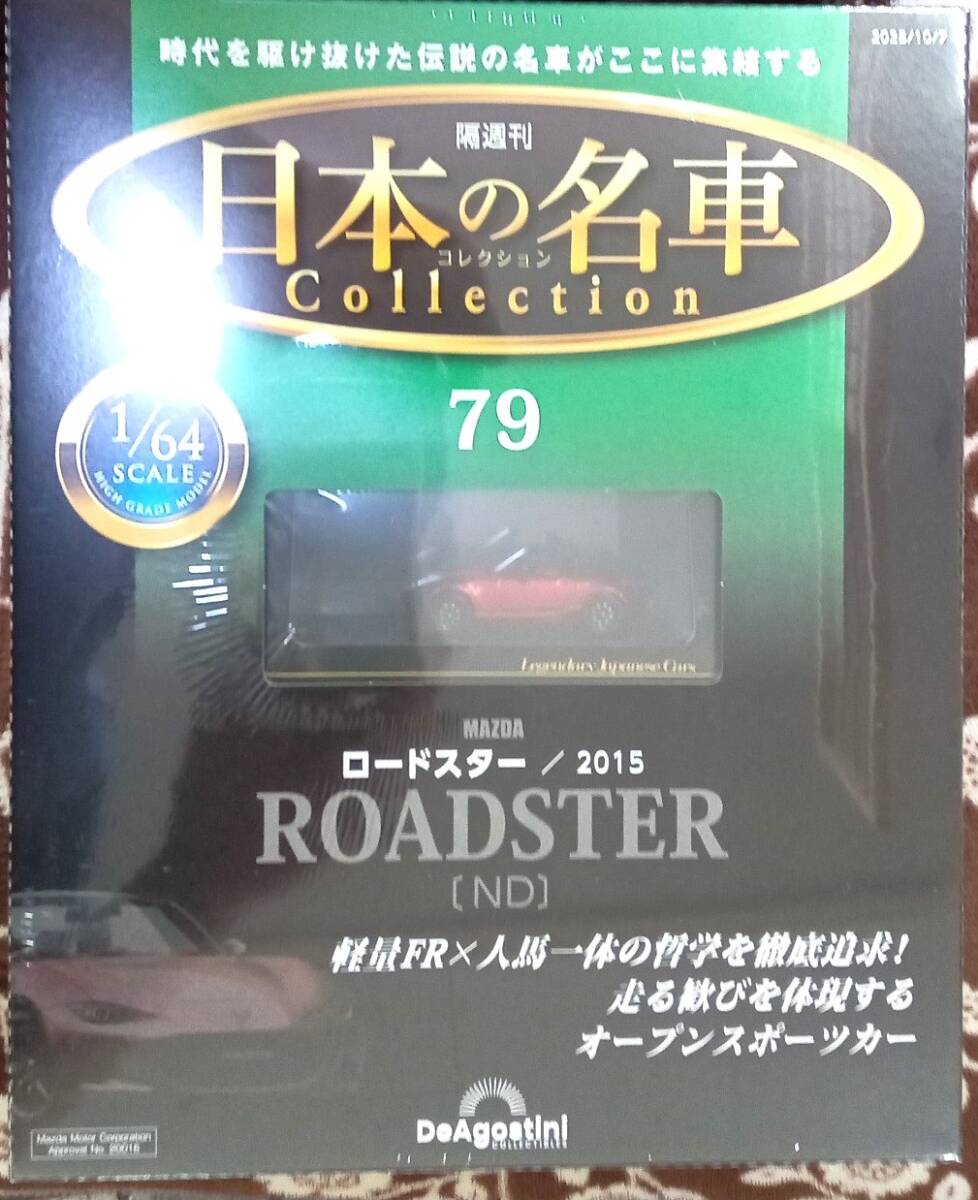 時代を駆け抜けた伝説の名車がここに集結する
隔週刊
日本の名車
コレクション
Collection
79
1/64
SCALE
HIGH GRADE MODEL
Legendary Japanese Cars
MAZDA
ロードスター / 2015
ROADSTER
[ND]
軽量FR×人馬一体の哲学を徹底追求!
走る歓びを体現する
オープンスポーツカー
DeAgostini
COLLECTIBLES
Mazda Motor Corporation
Approval No.